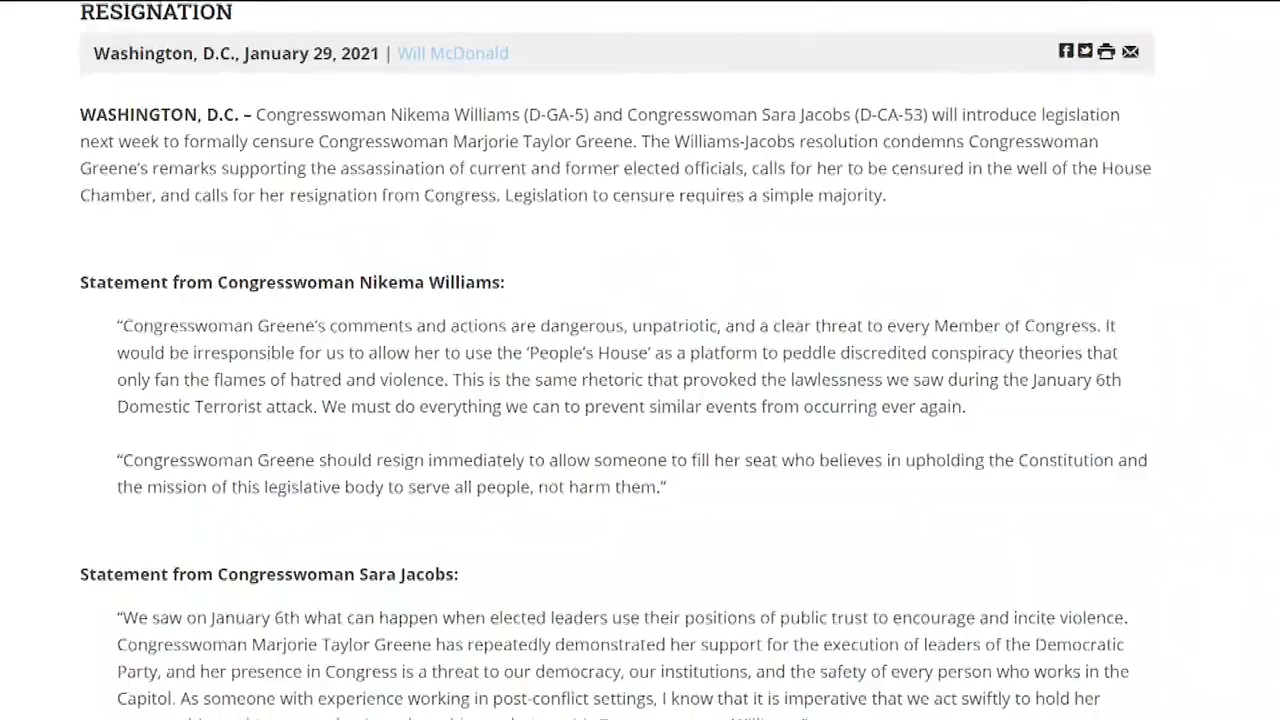 RESIGNATION
Washington, D.C., January 29, 2021 | Will McDonald
WASHINGTON, D.C. – Congresswoman Nikema Williams (D-GA-5) and Congresswoman Sara Jacobs (D-CA-53) will introduce legislation
next week to formally censure Congresswoman Marjorie Taylor Greene. The Williams-Jacobs resolution condemns Congresswoman
Greene's remarks supporting the assassination of current and former elected officials, calls for her to be censured in the well of the House
Chamber, and calls for her resignation from Congress. Legislation to censure requires a simple majority.
Statement from Congresswoman Nikema Williams:
“Congresswoman Greene's comments and actions are dangerous, unpatriotic, and a clear threat to every Member of Congress. It
would be irresponsible for us to allow her to use the ‘People's House’ as a platform to peddle discredited conspiracy theories that
only fan the flames of hatred and violence. This is the same rhetoric that provoked the lawlessness we saw during the January 6th
Domestic Terrorist attack. We must do everything we can to prevent similar events from occurring ever again.
“Congresswoman Greene should resign immediately to allow someone to fill her seat who believes in upholding the Constitution and
the mission of this legislative body to serve all people, not harm them.“
Statement from Congresswoman Sara Jacobs:
“We saw on January 6th what can happen when elected leaders use their positions of public trust to encourage and incite violence.
Congresswoman Marjorie Taylor Greene has repeatedly demonstrated her support for the execution of leaders of the Democratic
Party, and her presence in Congress is a threat to our democracy, our institutions, and the safety of every person who works in the
Capitol. As someone with experience working in post-conflict settings, I know that it is imperative that we act swiftly to hold her